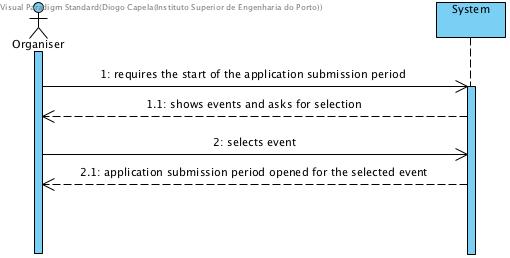 Visual Paradigm Standard(Diogo Capela(Instituto Superior de Engenharia do Porto))
System
Organiser
1: requires the start of the application submission period
1.1: shows events and asks for selection
2: selects event
2.1: application submission period opened for the selected event